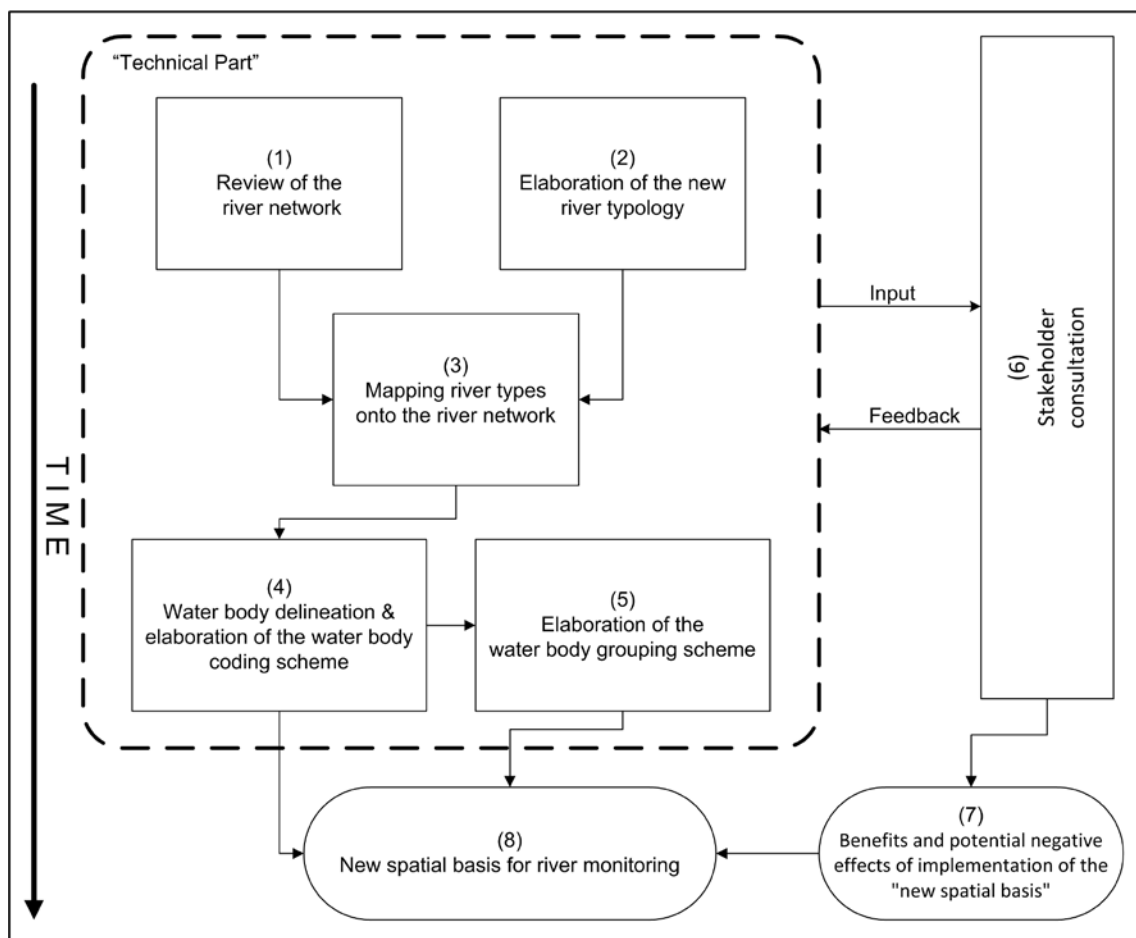 “Technical Part”
(1)
Review of the
river network
(2)
Elaboration of the new
river typology
(3)
Mapping river types
onto the river network
Input
Feedback
(6)
Stakeholder
consultation
TIME
(4)
Water body delineation &
elaboration of the water body
coding scheme
(5)
Elaboration of the
water body grouping scheme
(8)
New spatial basis for river monitoring
(7)
Benefits and potential negative
effects of implementation of the
"new spatial basis"